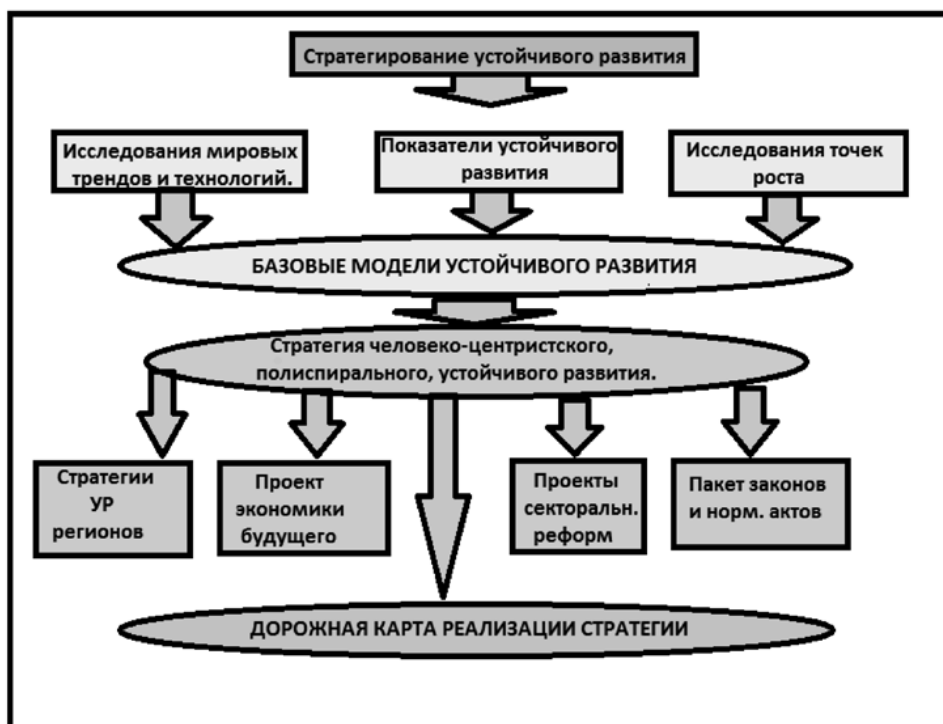 Стратегирование устойчивого развития
Исследования мировых
трендов и технологий.
Показатели устойчивого
развития
Исследования точек
роста
БАЗОВЫЕ МОДЕЛИ УСТОЙЧИВОГО РАЗВИТИЯ
Стратегия человеко-центристского,
полиспирального, устойчивого развития.
Стратегии
УР
регионов
Проект
экономики
будущего
Проекты
секторальн.
реформ
Пакет законов
и норм. актов
ДОРОЖНАЯ КАРТА РЕАЛИЗАЦИИ СТРАТЕГИИ